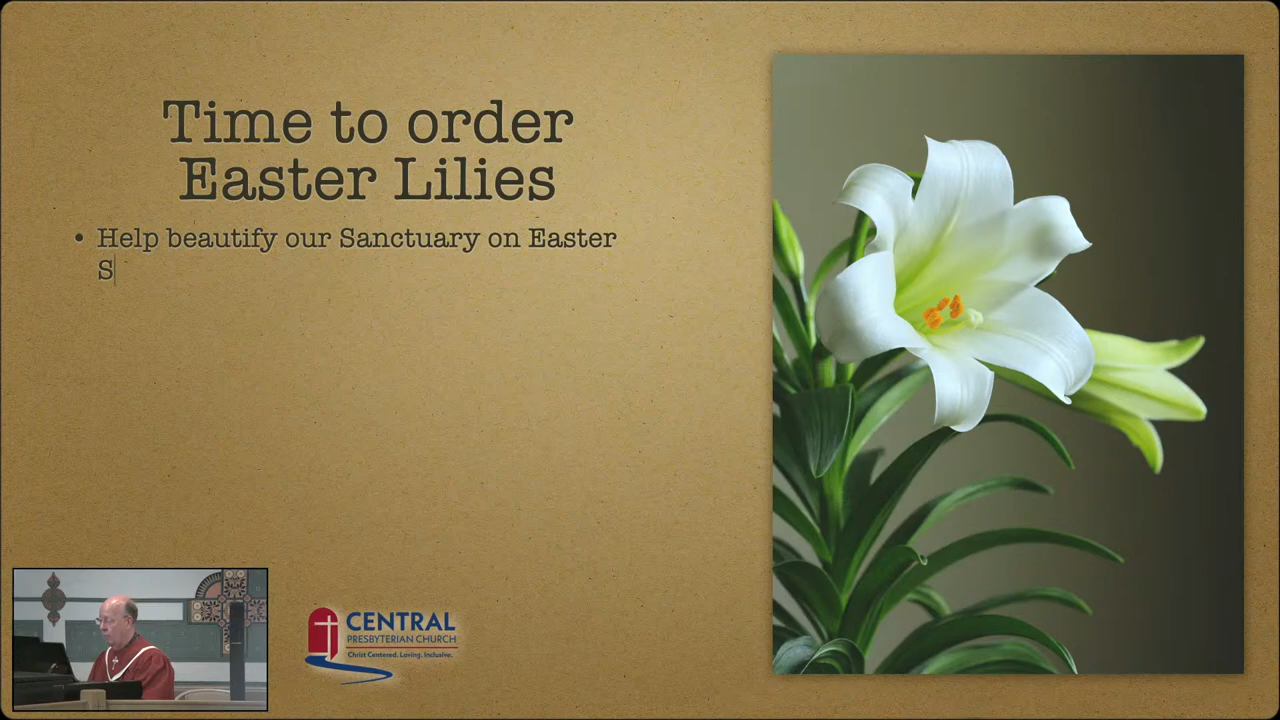 Time to order
Easter Lilies
• Help beautify our Sanctuary on Easter
S
CENTRAL
PRESBYTERIAN CHURCH
Christ Centered. Loving. Inclusive.